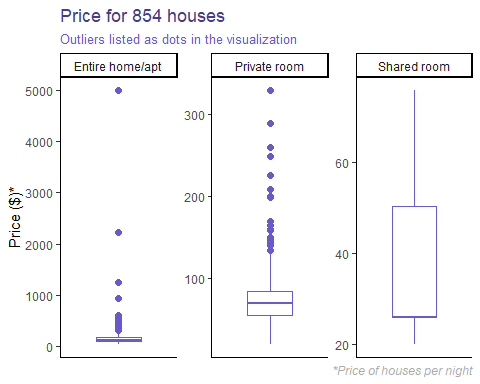 Price for 854 houses
Outliers listed as dots in the visualization
Entire home/apt
Private room
Shared room
Price ($)*
5000
4000
3000
2000
1000
0
300
200
100
60
40
20
*Price of houses per night